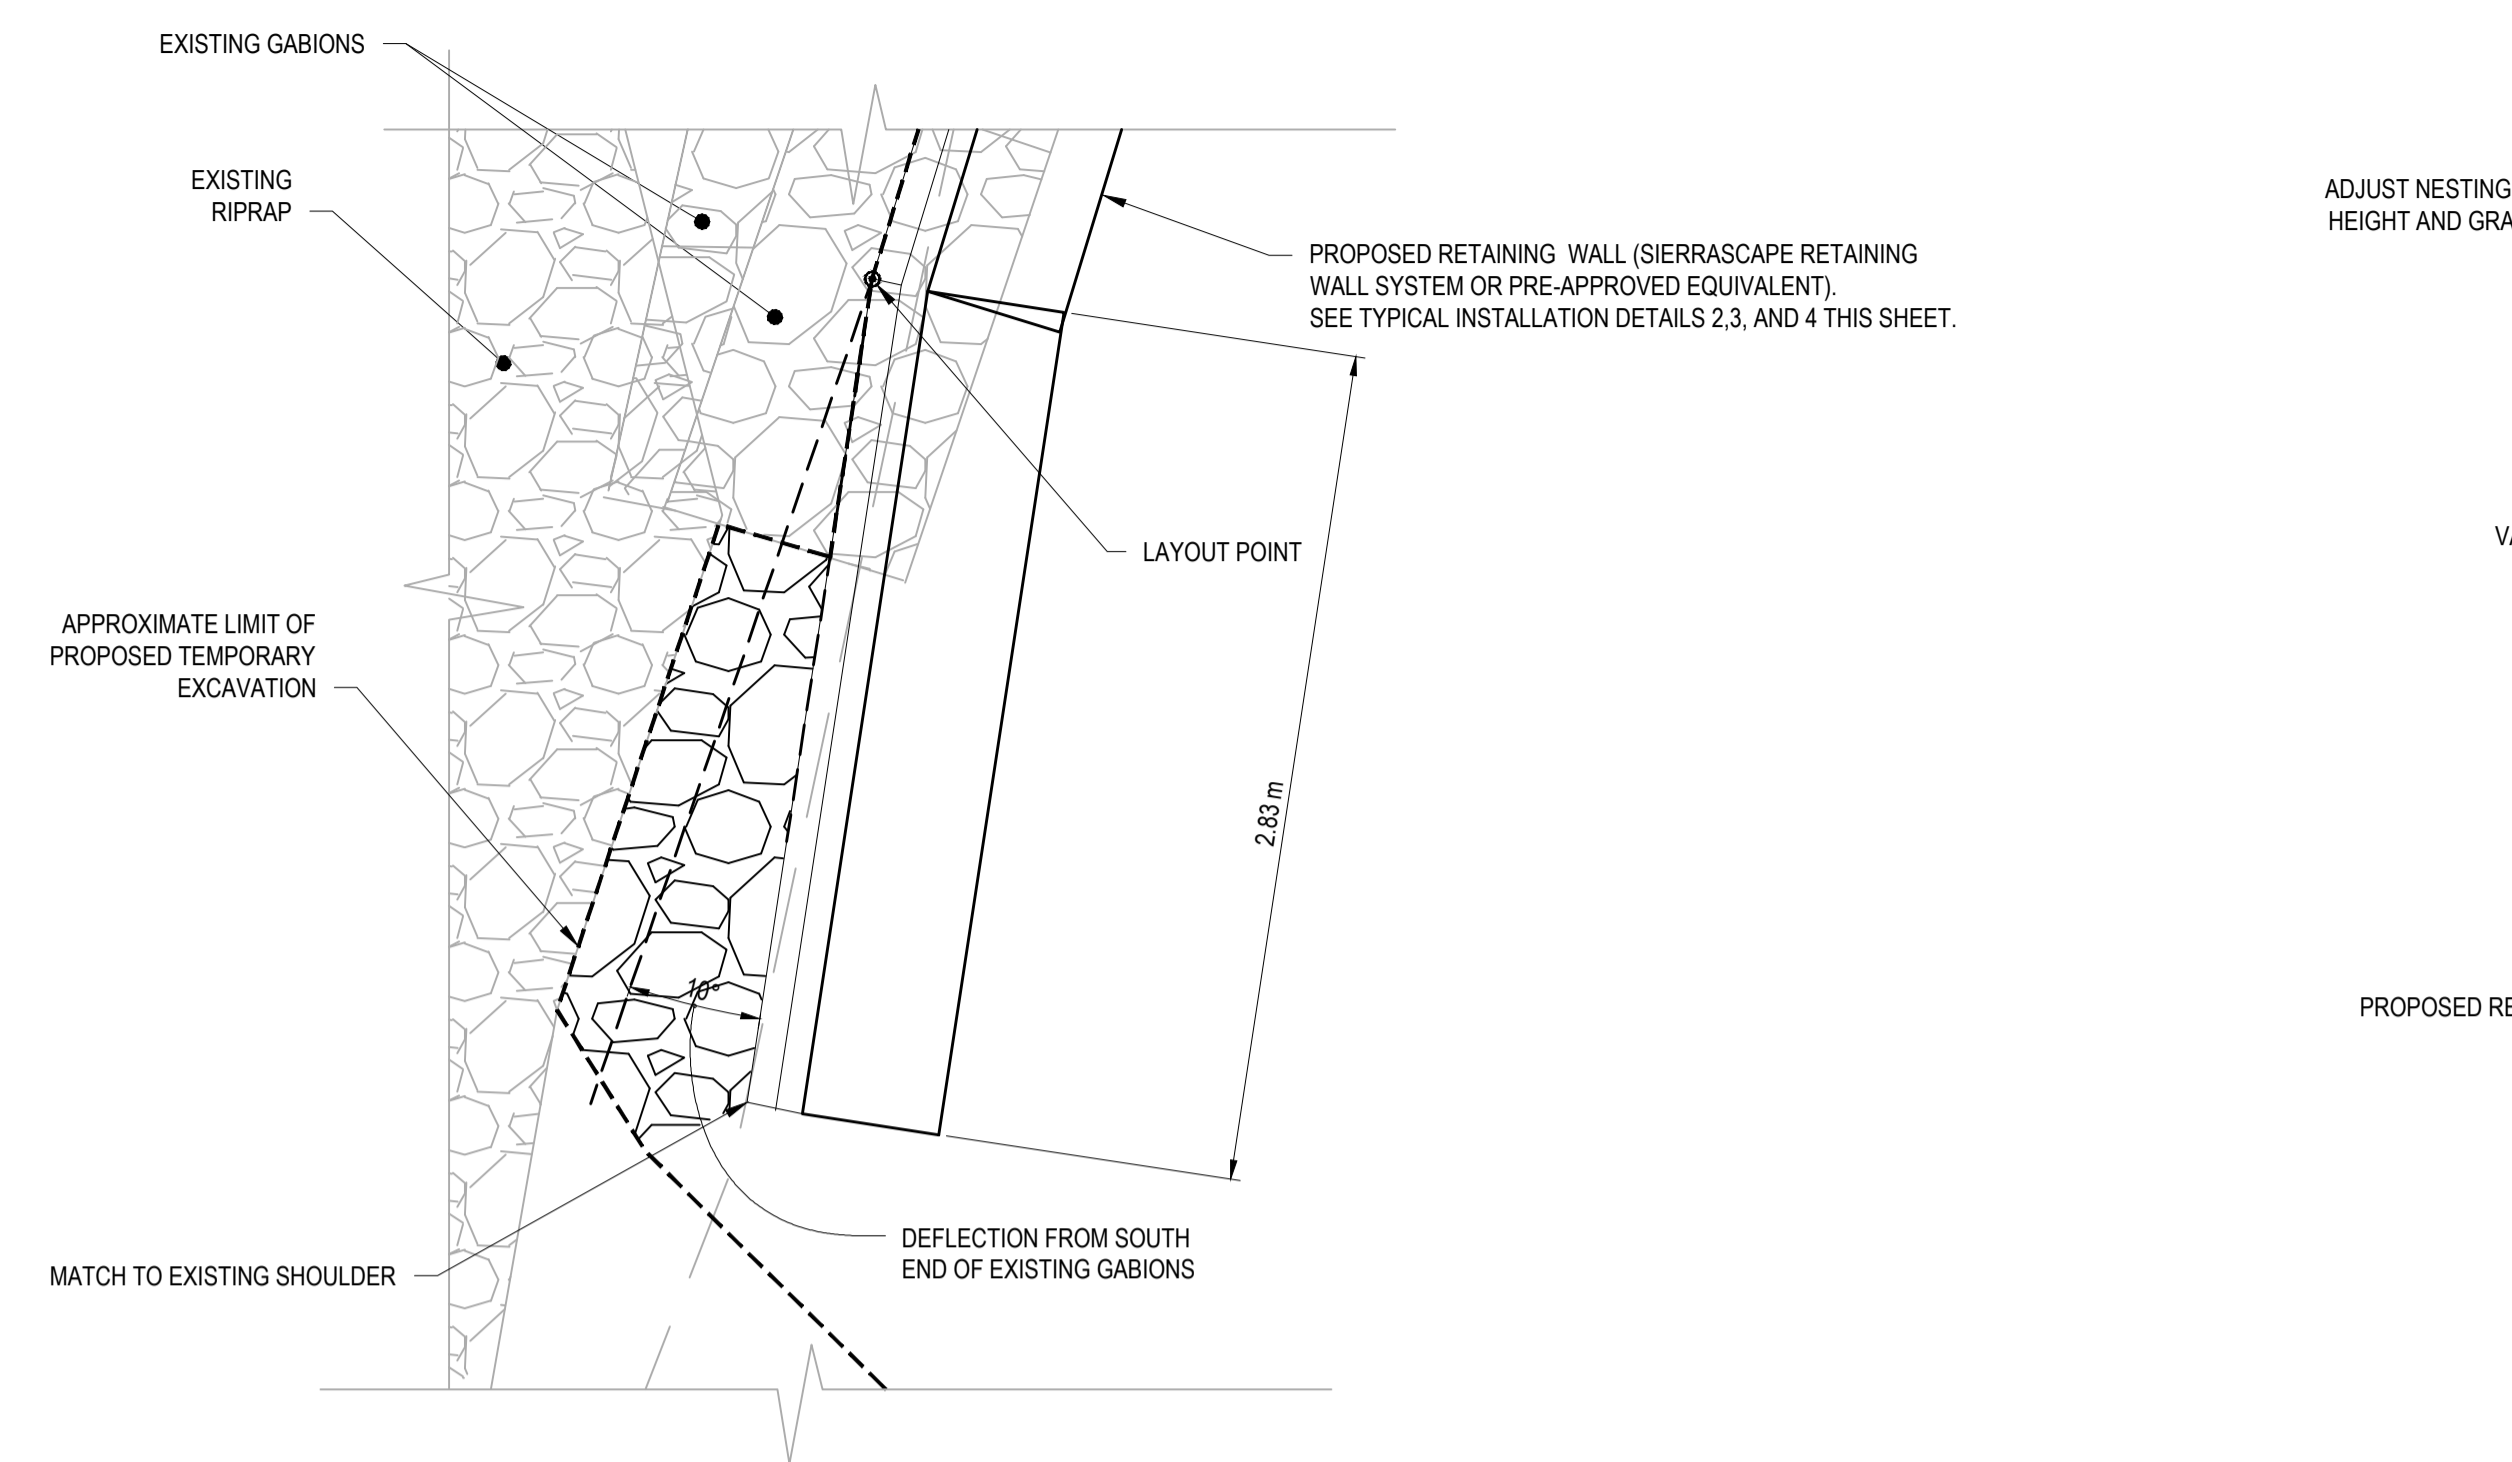 EXISTING GABIONS
EXISTING
RIPRAP
ADJUST NESTING
HEIGHT AND GRA
PROPOSED RETAINING WALL (SIERRASCAPE RETAINING
WALL SYSTEM OR PRE-APPROVED EQUIVALENT).
SEE TYPICAL INSTALLATION DETAILS 2,3, AND 4 THIS SHEET.
VA
LAYOUT POINT
APPROXIMATE LIMIT OF
PROPOSED TEMPORARY
EXCAVATION
2.83 m
10°
PROPOSED RE
DEFLECTION FROM SOUTH
END OF EXISTING GABIONS
MATCH TO EXISTING SHOULDER